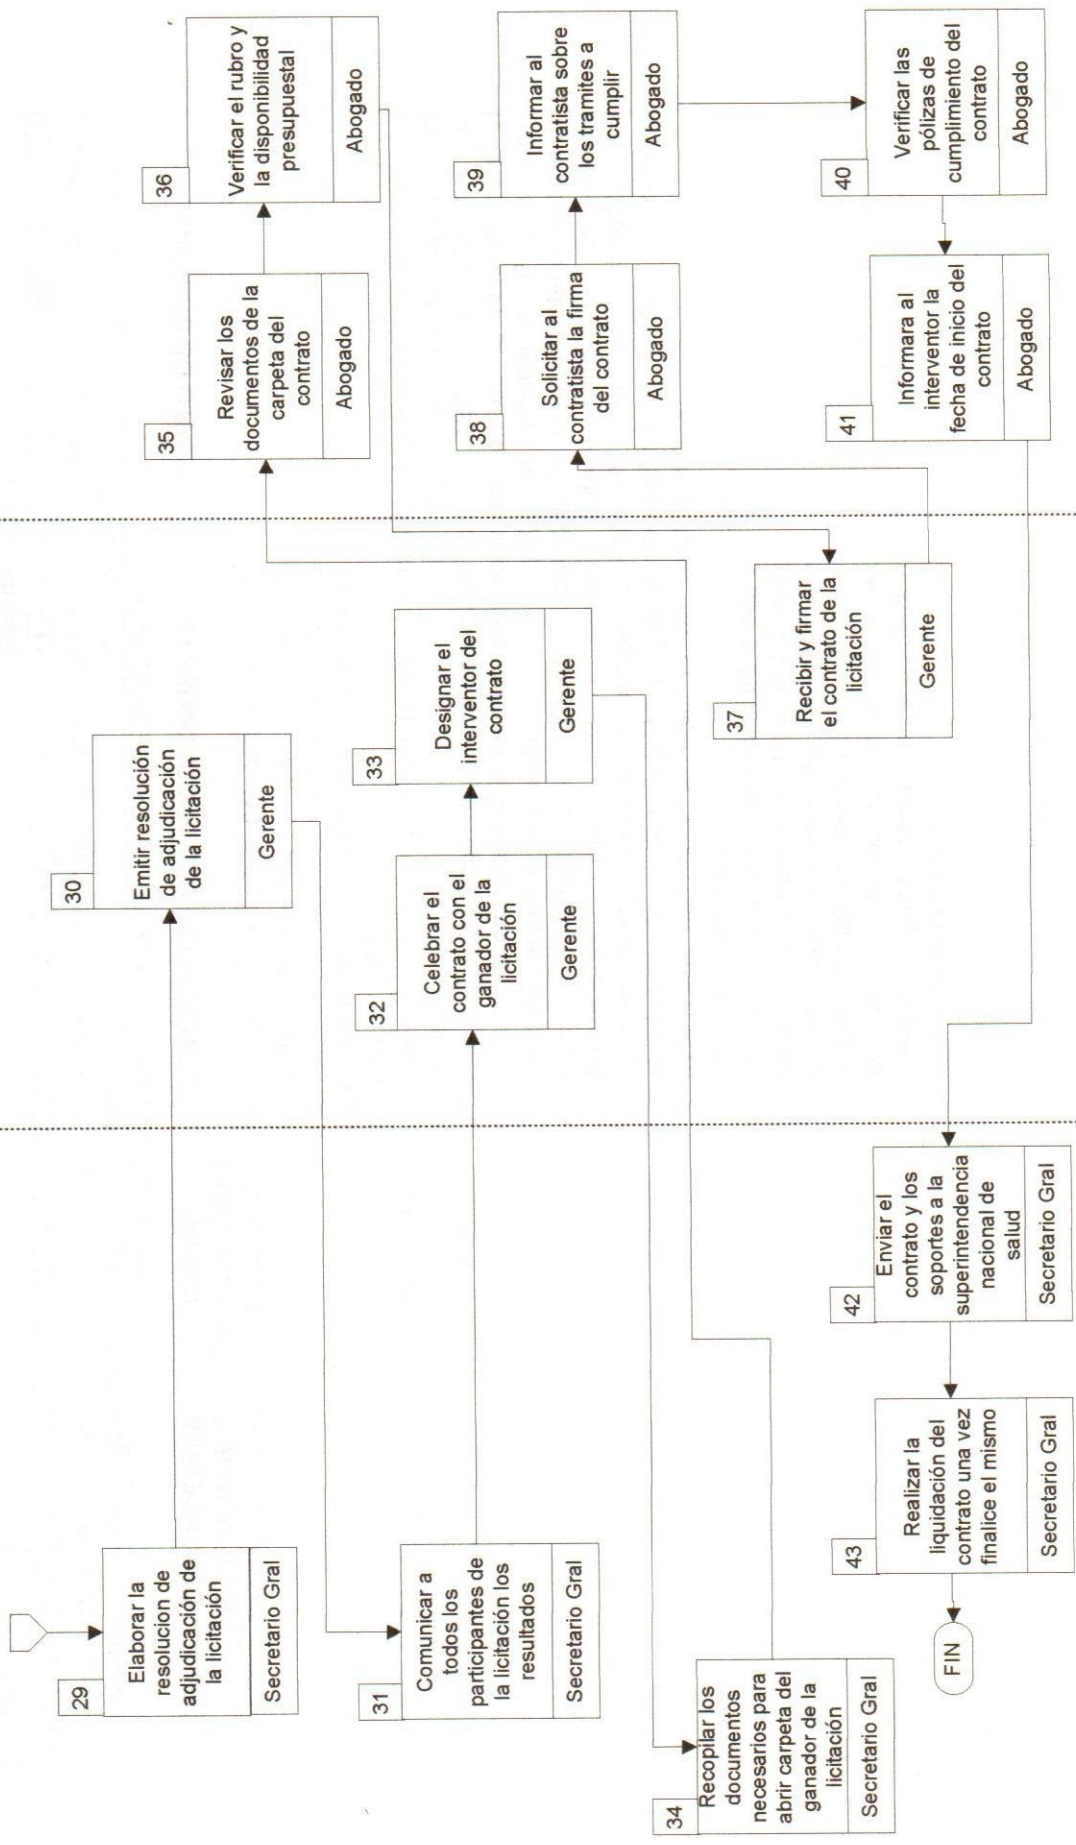 29
Elaborar la
resolucion de
adjudicación de
la licitación
Secretario Gral
30
Emitir resolución
de adjudicación
de la licitación
Gerente
31
Comunicar a
todos los
participantes de
la licitación los
resultados
Secretario Gral
32
Celebrar el
contrato con el
ganador de la
licitación
Gerente
33
Designar el
interventor del
contrato
Gerente
34
Recopilar los
documentos
necesarios para
abrir carpeta del
ganador de la
licitación
Secretario Gral
35
Revisar los
documentos de la
carpeta del
contrato
Abogado
36
Verificar el rubro y
la disponibilidad
presupuestal
Abogado
37
Recibir y firmar
el contrato de la
licitación
Gerente
38
Solicitar al
contratista la firma
del contrato
Abogado
39
Informar al
contratista sobre
los tramites a
cumplir
Abogado
40
Verificar las
pólizas de
cumplimiento del
contrato
Abogado
41
Informara al
interventor la
fecha de inicio del
contrato
Abogado
42
Enviar el
contrato y los
soportes a la
superintendencia
nacional de
salud
Secretario Gral
43
Realizar la
liquidación del
contrato una vez
finalice el mismo
Secretario Gral
FIN